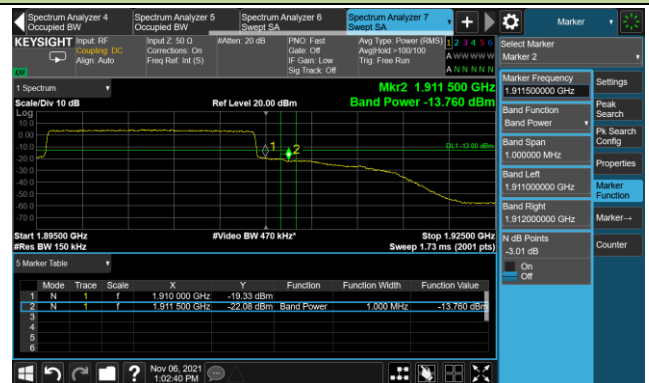 Spectrum Analyzer 4
Occupied BW
Spectrum Analyzer 5
Occupied BW
Spectrum Analyzer 6
Swept SA
Spectrum Analyzer 7
Swept SA
Marker
KEYSIGHT
Input: RF
Coupling: DC
Align: Auto
Input Z: 50 Ω
Corrections: On
Freq Ref: Int (S)
#Atten: 20 dB
PNO: Fast
Gate: Off
IF Gain: Low
Sig Track: Off
Avg Type: Power (RMS)
Avg|Hold:>100/100
Trig: Free Run
1 2 3 4 5 6
A W W W W W
A N N N N N
LW
Select Marker
Marker 2
1 Spectrum
Scale/Div 10 dB
Log
Ref Level 20.00 dBm
Mkr2 1.911 500 GHz
Band Power -13.760 dBm
10.0
0.00
-10.0
-20.0
-30.0
-40.0
-50.0
-60.0
1
2
DL1 -13.00 dBm
Start 1.89500 GHz
#Res BW 150 kHz
#Video BW 470 kHz*
Stop 1.92500 GHz
Sweep 1.73 ms (2001 pts)
5 Marker Table
Mode Trace Scale X Y Function Function Width Function Value
1 N 1 f 1.910 000 GHz -19.33 dBm
2 N 1 f 1.911 500 GHz -22.08 dBm Band Power 1.000 MHz -13.760 dBm
3
4
5
6
Marker Frequency
1.911500000 GHz
Band Function
Band Power
Band Span
1.000000 MHz
Band Left
1.911000000 GHz
Band Right
1.912000000 GHz
N dB Points
-3.01 dB
On
Off
Settings
Peak
Search
Pk Search
Config
Properties
Marker
Function
Marker→
Counter
Nov 06, 2021
1:02:40 PM